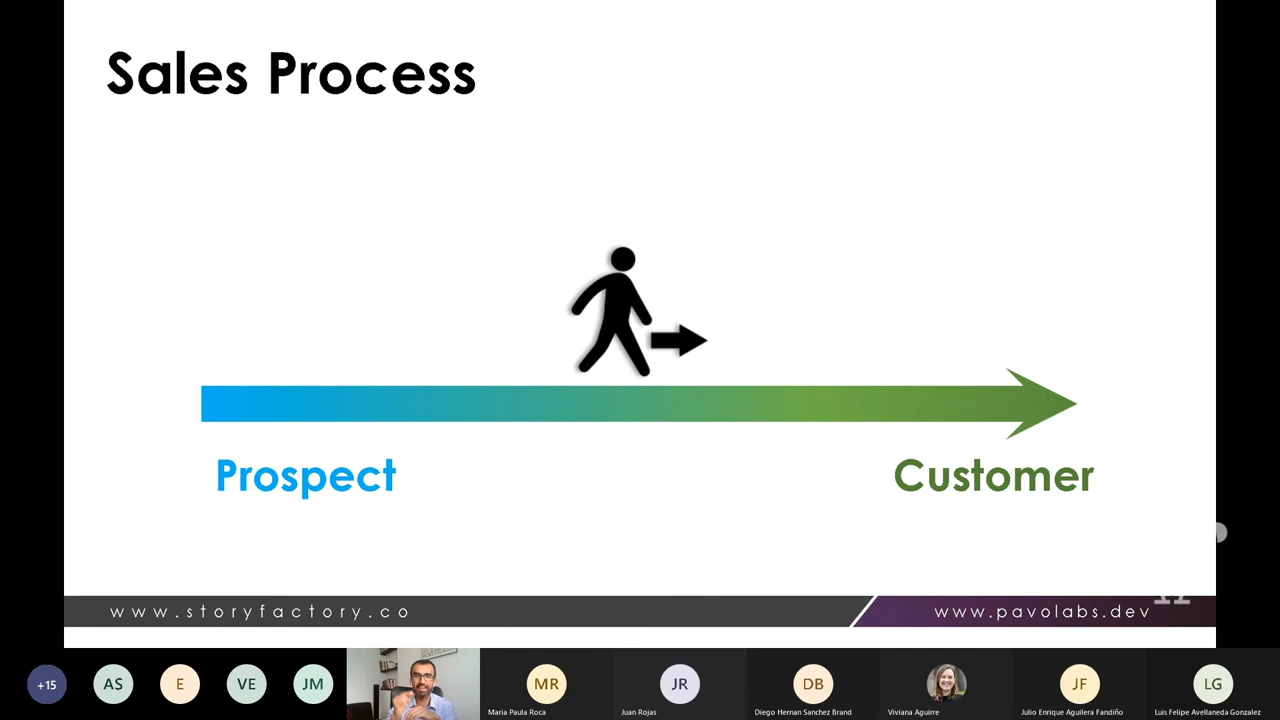 Sales Process
Prospect
Customer
www.storyfactory.co
www.pavolabs.dev
+15
AS
E
VE
JM
MR
JR
DB
JF
LG
Maria Paula Roca
Juan Rojas
Diego Hernan Sanchez Brand
Viviana Aguirre
Julio Enrique Aguilera Fandiño
Luis Felipe Avellaneda Gonzalez